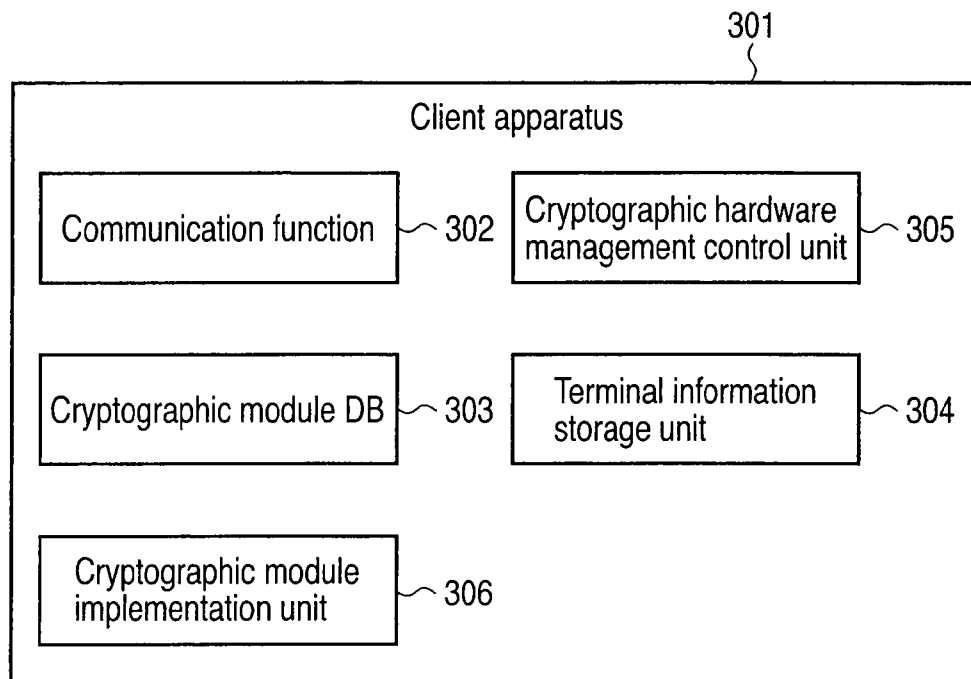 301
Client apparatus
Communication function
302
Cryptographic hardware
management control unit
305
Cryptographic module DB
303
Terminal information
storage unit
304
Cryptographic module
implementation unit
306